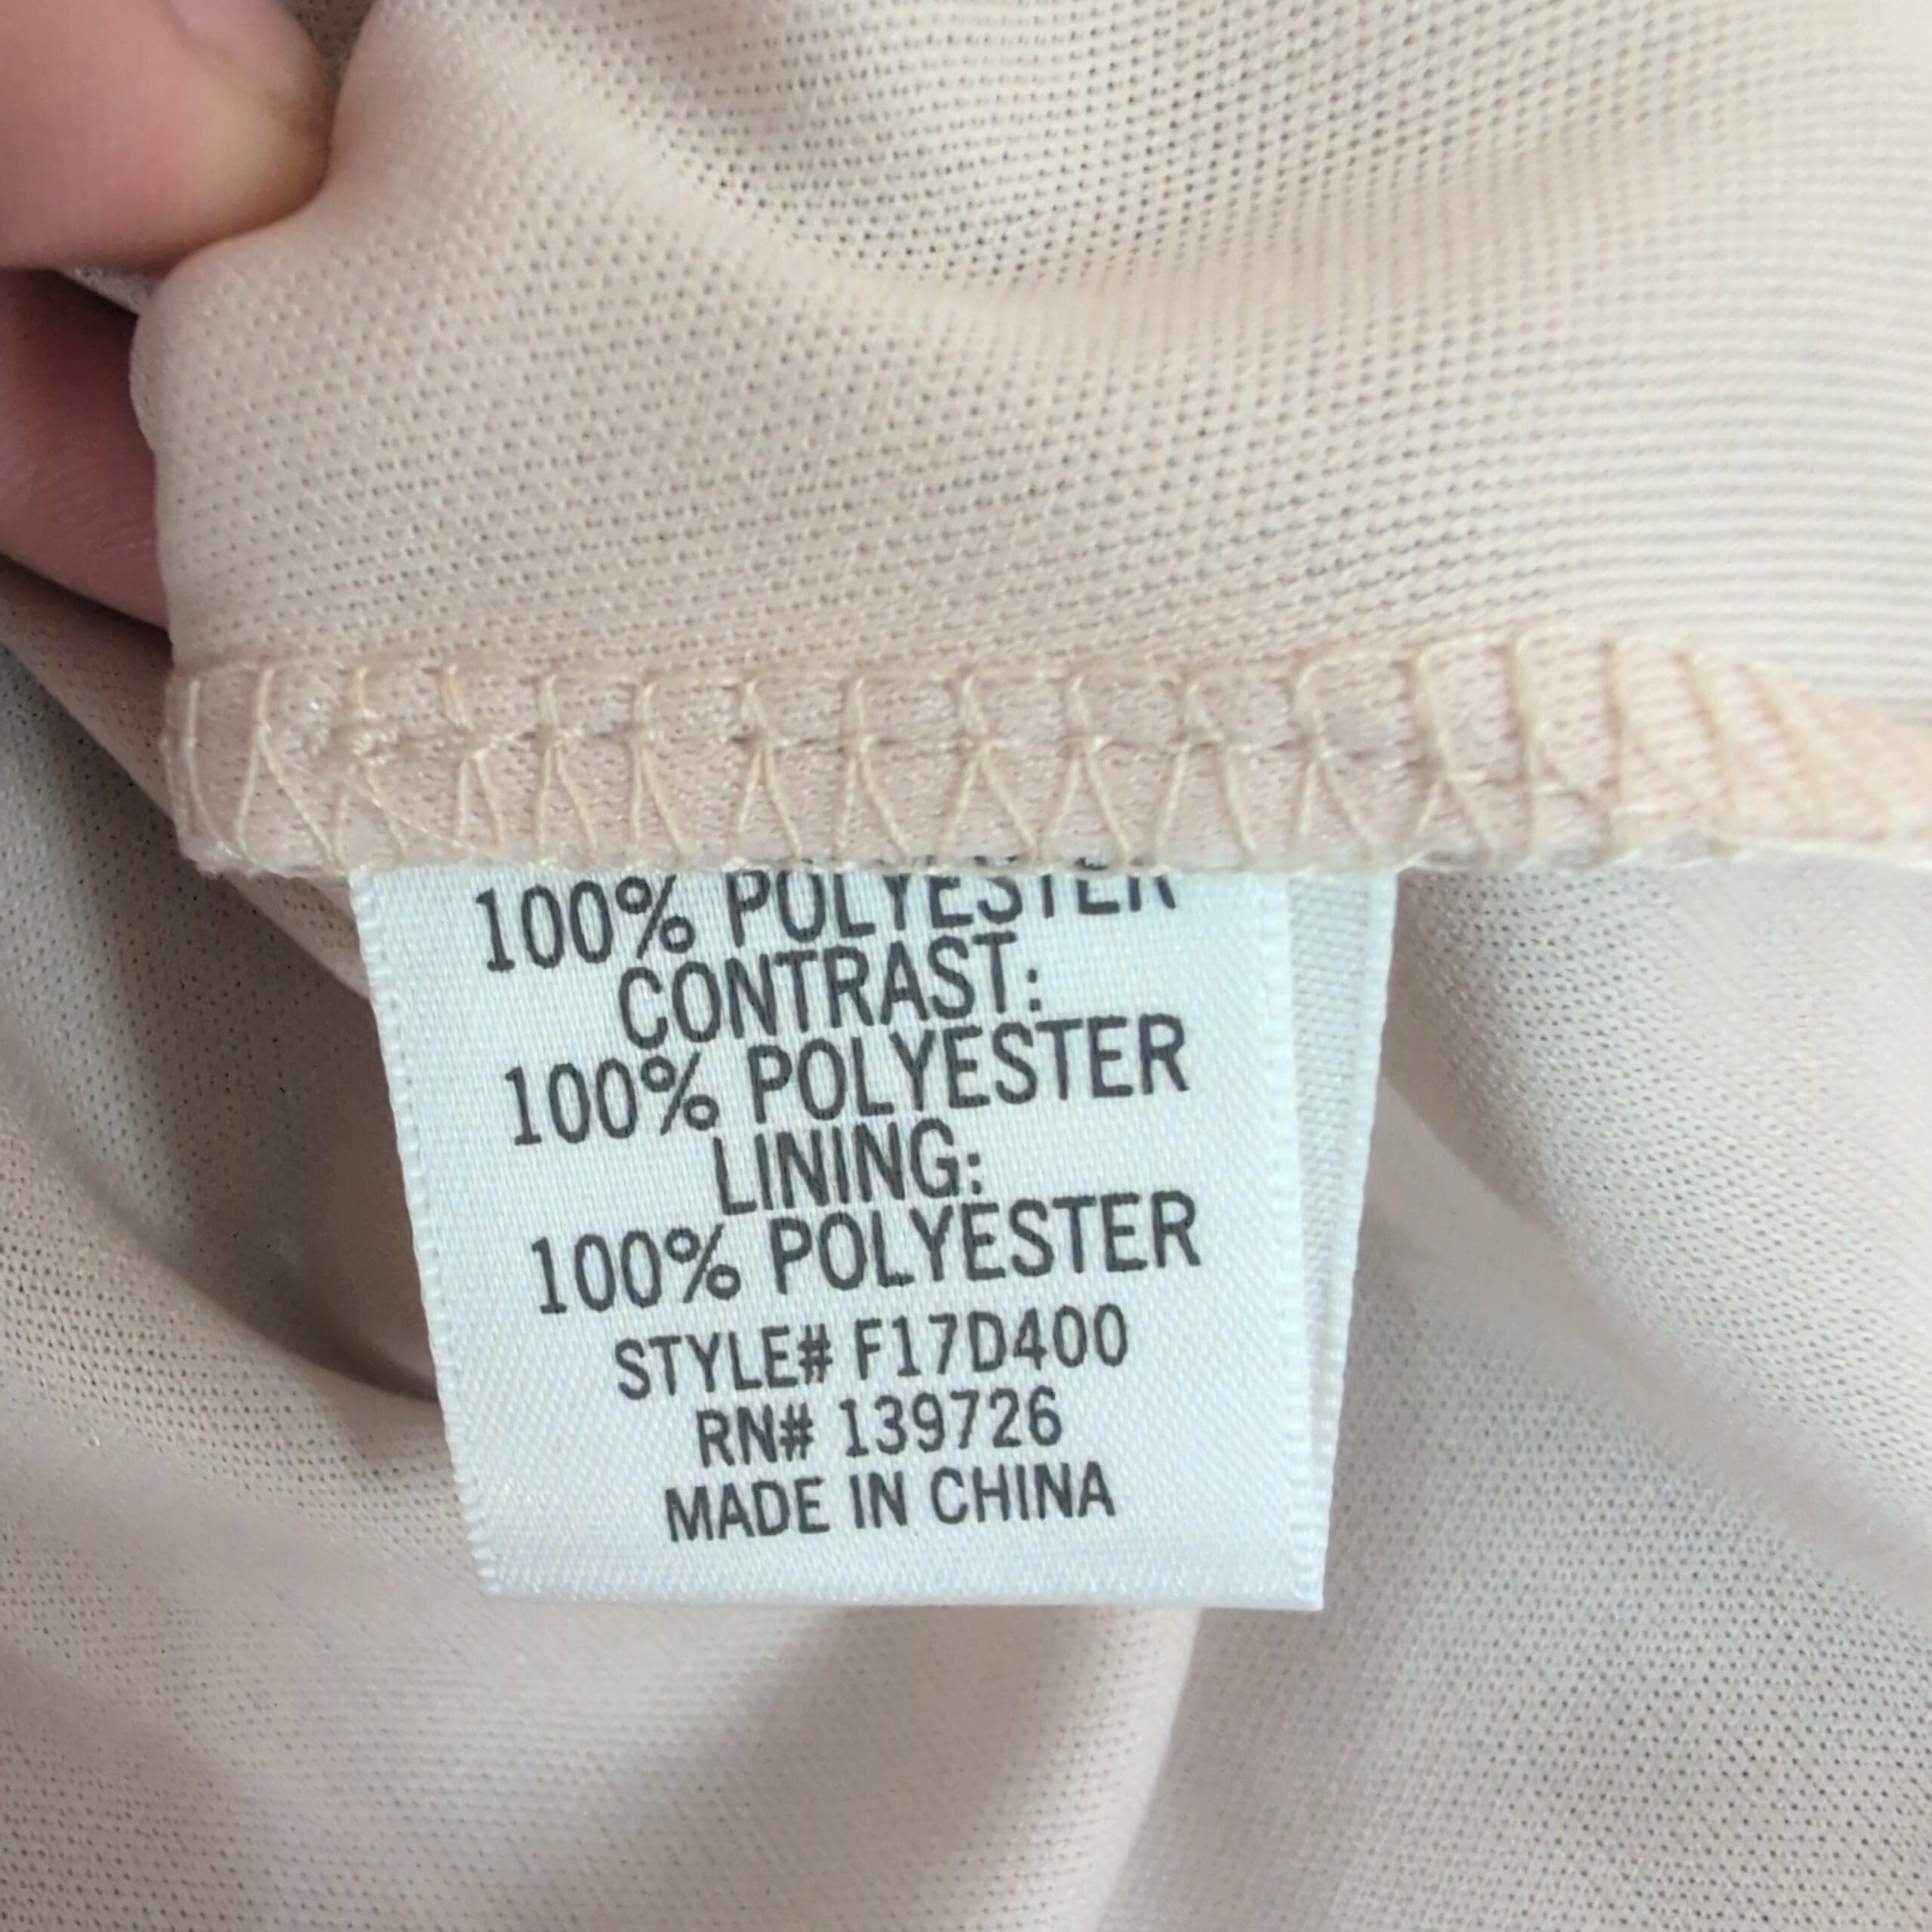 100% POLYESTER
CONTRAST:
100% POLYESTER
LINING:
100% POLYESTER
STYLE# F17D400
RN# 139726
MADE IN CHINA